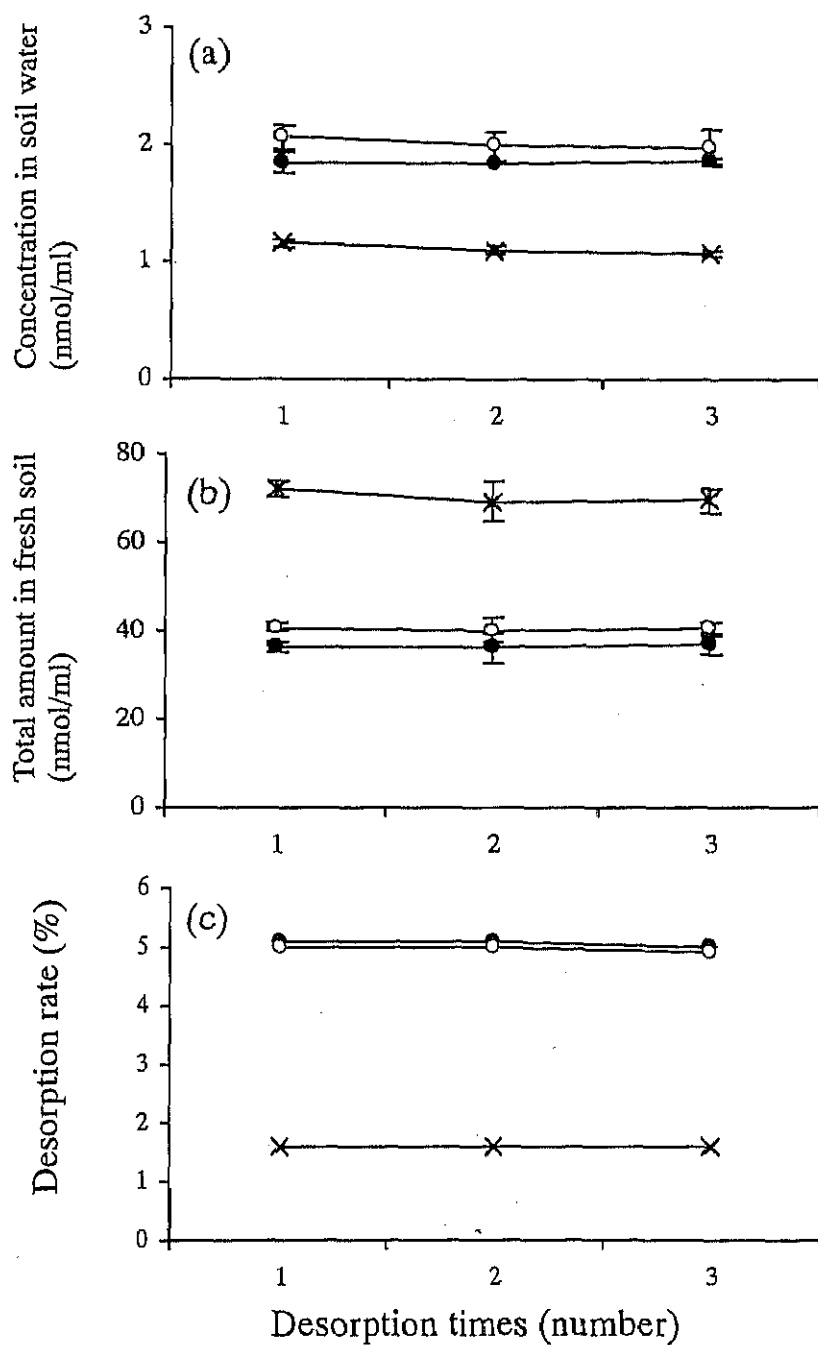 Concentration in soil water
(nmol/ml)
(a)
3
2
1
0
1 2 3
Total amount in fresh soil
(nmol/ml)
(b)
80
60
40
20
0
1 2 3
Desorption rate (%)
(c)
6
5
4
3
2
1
0
1 2 3
Desorption times (number)